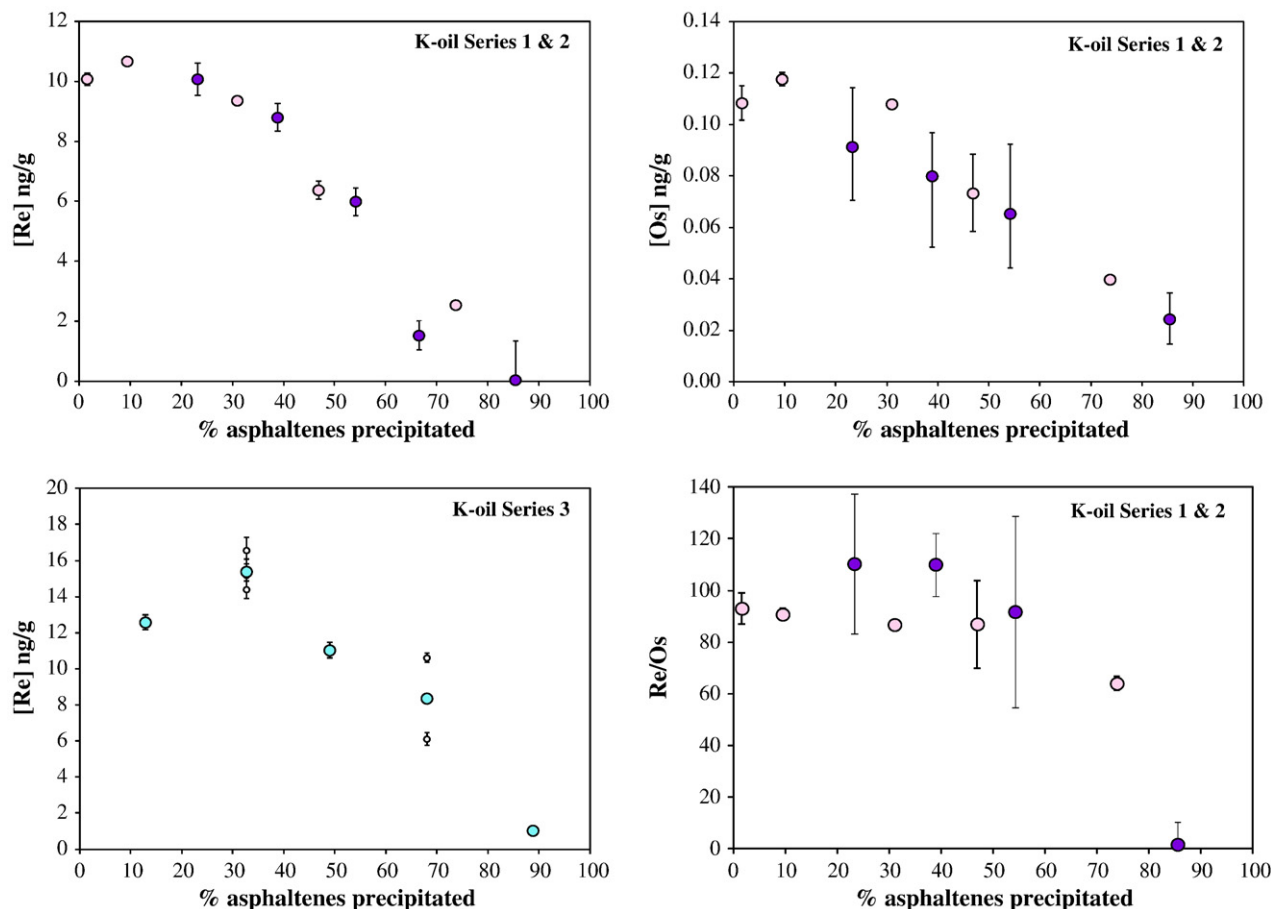 K-oil Series 1 & 2
[Re] ng/g
12
10
8
6
4
2
0
0 10 20 30 40 50 60 70 80 90 100
% asphaltenes precipitated
K-oil Series 1 & 2
[Os] ng/g
0.14
0.12
0.10
0.08
0.06
0.04
0.02
0.00
0 10 20 30 40 50 60 70 80 90 100
% asphaltenes precipitated
K-oil Series 3
[Re] ng/g
20
18
16
14
12
10
8
6
4
2
0
0 10 20 30 40 50 60 70 80 90 100
% asphaltenes precipitated
K-oil Series 1 & 2
Re/Os
140
120
100
80
60
40
20
0
0 10 20 30 40 50 60 70 80 90 100
% asphaltenes precipitated